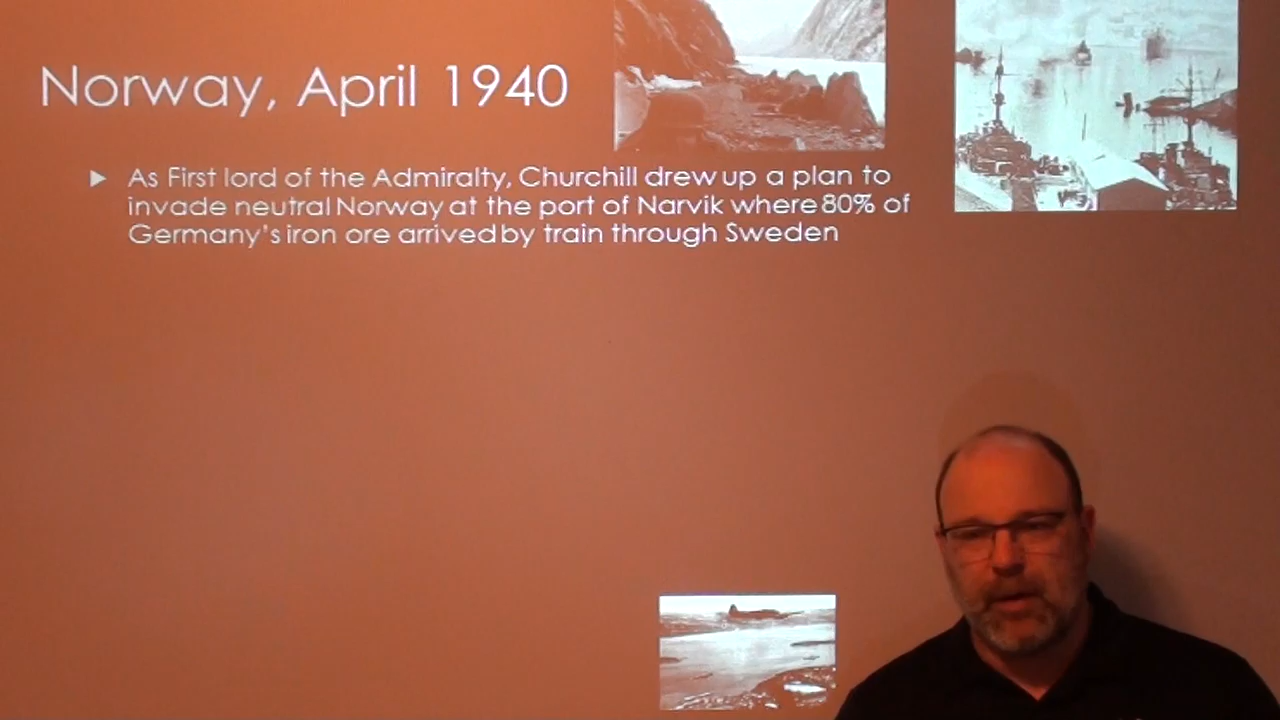 Norway, April 1940
As First lord of the Admiralty, Churchill drew up a plan to
invade neutral Norway at the port of Narvik where 80% of
Germany's iron ore arrived by train through Sweden